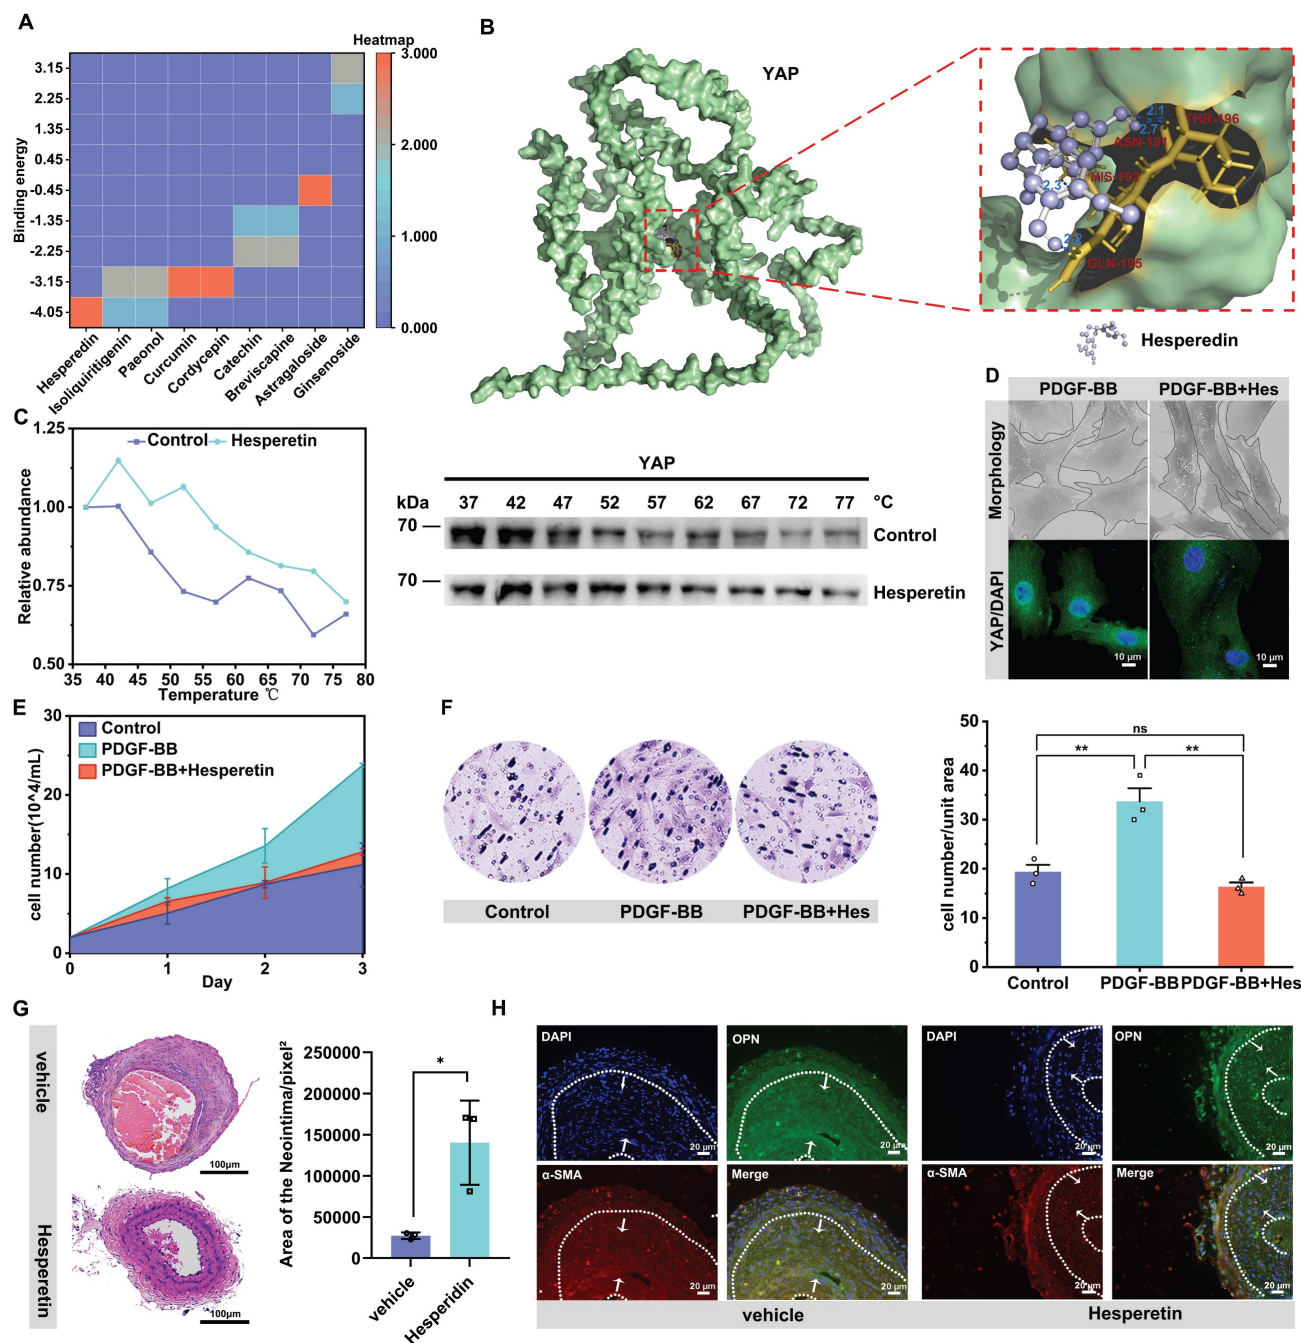 A
Heatmap
Binding energy
3.15
2.25
1.35
0.45
-0.45
-1.35
-2.25
-3.15
-4.05
3.000
2.000
1.000
0.000
Hesperedin
Isoliquiritigenin
Paeonol
Curcumin
Cordycepin
Catechin
Breviscapine
Astragaloside
Ginsenoside
B
YAP
2.1
2.7
THR-196
ASN-191
HIS-192
2.3
2.2
GLN-195
Hesperedin
C
Control
Hesperetin
Relative abundance
1.25
1.00
0.75
0.50
35 40 45 50 55 60 65 70 75 80
Temperature ℃
YAP
kDa 37 42 47 52 57 62 67 72 77 °C
70
Control
70
Hesperetin
D
PDGF-BB PDGF-BB+Hes
Morphology
YAP/DAPI
10 μm
10 μm
E
Control
PDGF-BB
PDGF-BB+Hesperetin
cell number(10^4/mL)
30
20
10
0
0 1 2 3
Day
F
Control PDGF-BB PDGF-BB+Hes
cell number/unit area
50
40
30
20
10
0
ns
** **
Control PDGF-BB PDGF-BB+Hes
G
vehicle
100μm
Hesperetin
100μm
Area of the Neointima/pixel²
250000
200000
150000
100000
50000
0
*
vehicle
Hesperidin
H
DAPI OPN
20 μm 20 μm
α-SMA Merge
20 μm 20 μm
vehicle
DAPI OPN
20 μm 20 μm
α-SMA Merge
20 μm 20 μm
Hesperetin